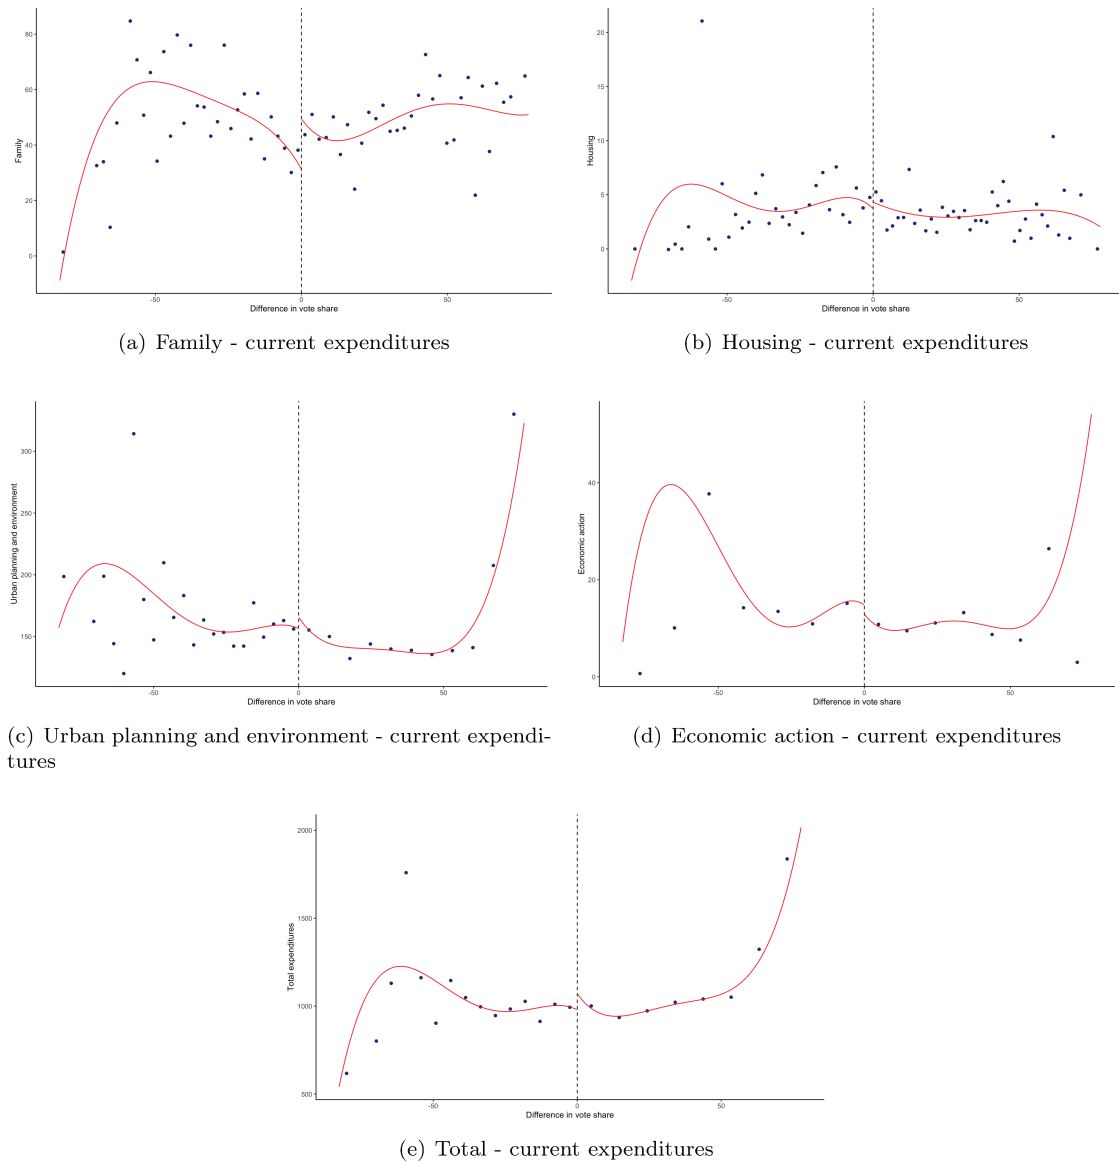 80
60
40
20
0
Family
-50
0
50
Difference in vote share
(a) Family - current expenditures
20
15
10
5
0
Housing
-50
0
50
Difference in vote share
(b) Housing - current expenditures
300
250
200
150
Urban planning and environment
-50
0
50
Difference in vote share
(c) Urban planning and environment - current expendi-
tures
40
20
0
Economic action
-50
0
50
Difference in vote share
(d) Economic action - current expenditures
2000
1500
1000
500
Total expenditures
-50
0
50
Difference in vote share
(e) Total - current expenditures